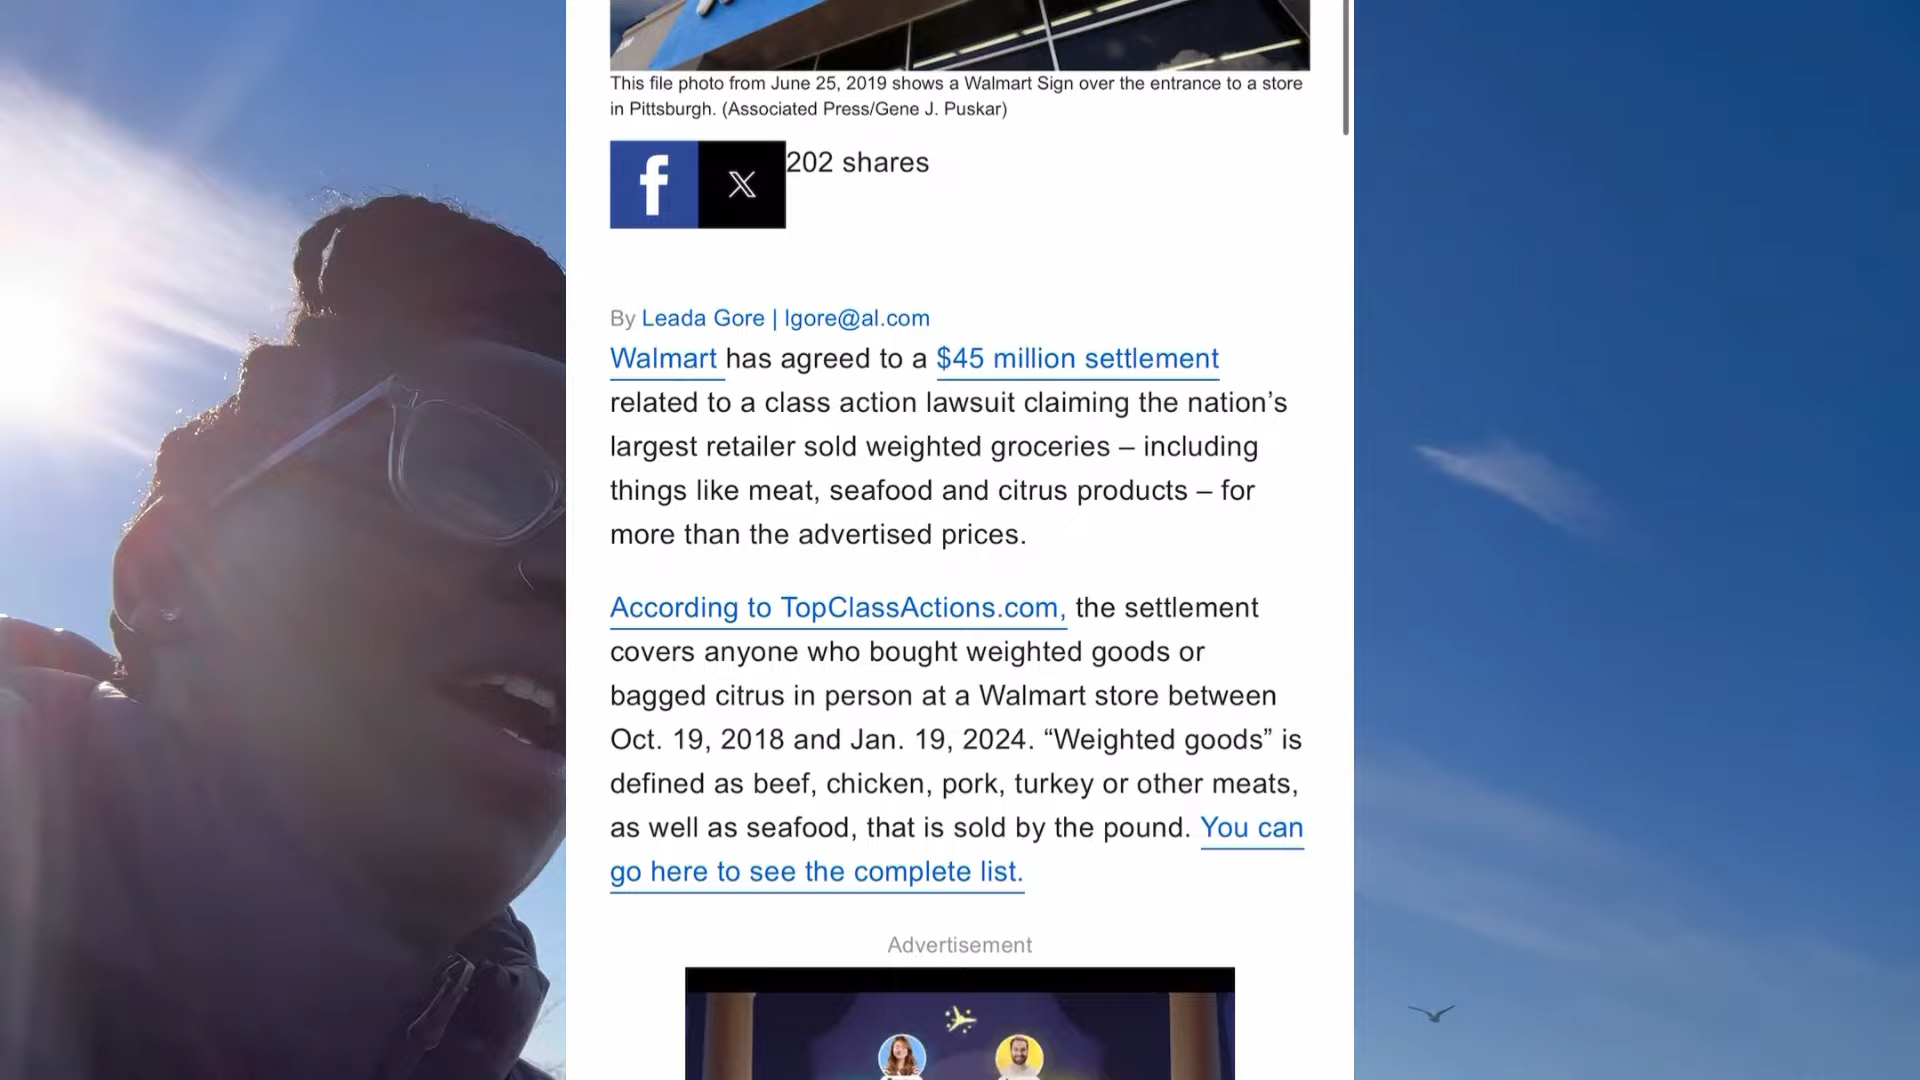 This file photo from June 25, 2019 shows a Walmart Sign over the entrance to a store
in Pittsburgh. (Associated Press/Gene J. Puskar)
f X 202 shares
By Leada Gore | lgore@al.com
Walmart has agreed to a $45 million settlement
related to a class action lawsuit claiming the nation’s
largest retailer sold weighted groceries – including
things like meat, seafood and citrus products – for
more than the advertised prices.
According to TopClassActions.com, the settlement
covers anyone who bought weighted goods or
bagged citrus in person at a Walmart store between
Oct. 19, 2018 and Jan. 19, 2024. “Weighted goods” is
defined as beef, chicken, pork, turkey or other meats,
as well as seafood, that is sold by the pound. You can
go here to see the complete list.
Advertisement